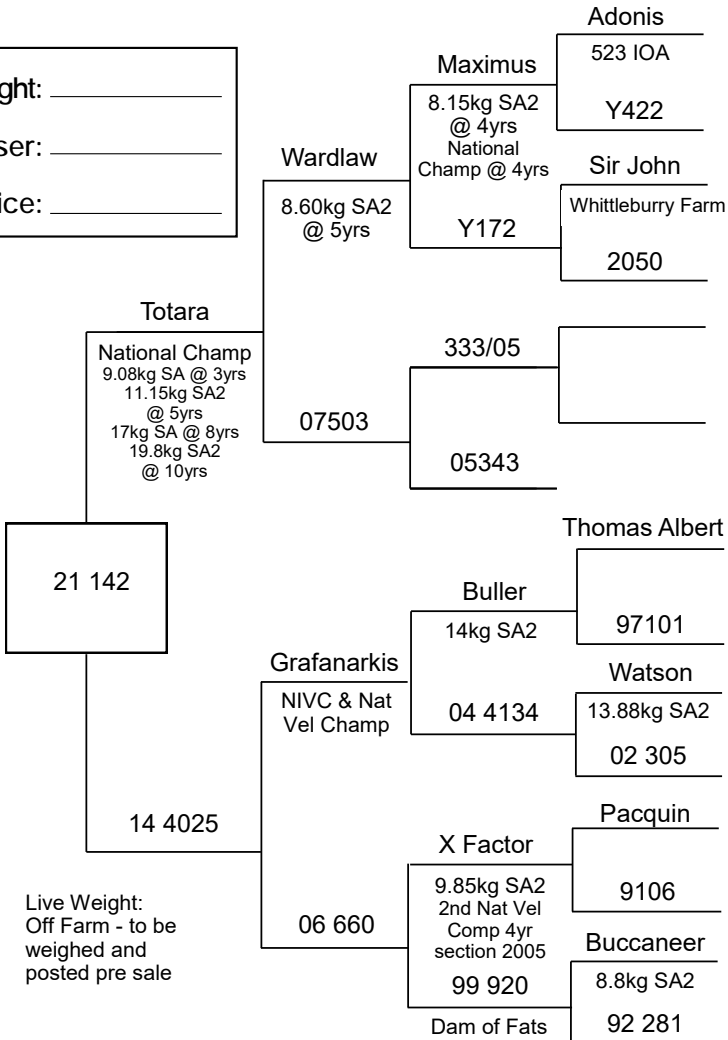 ght:
ser:
ice:
Adonis
523 IOA
Y422
Maximus
8.15kg SA2
@ 4yrs
National
Champ @ 4yrs
Y172
Sir John
Whittleburry Farm
2050
Wardlaw
8.60kg SA2
@ 5yrs
07503
333/05
05343
Totara
National Champ
9.08kg SA @ 3yrs
11.15kg SA2
@ 5yrs
17kg SA @ 8yrs
19.8kg SA2
@ 10yrs
21 142
Thomas Albert
97101
Buller
14kg SA2
04 4134
Watson
13.88kg SA2
02 305
Grafanarkis
NIVC & Nat
Vel Champ
06 660
14 4025
Pacquin
9106
X Factor
9.85kg SA2
2nd Nat Vel
Comp 4yr
section 2005
99 920
Dam of Fats
Buccaneer
8.8kg SA2
92 281
Live Weight:
Off Farm - to be
weighed and
posted pre sale